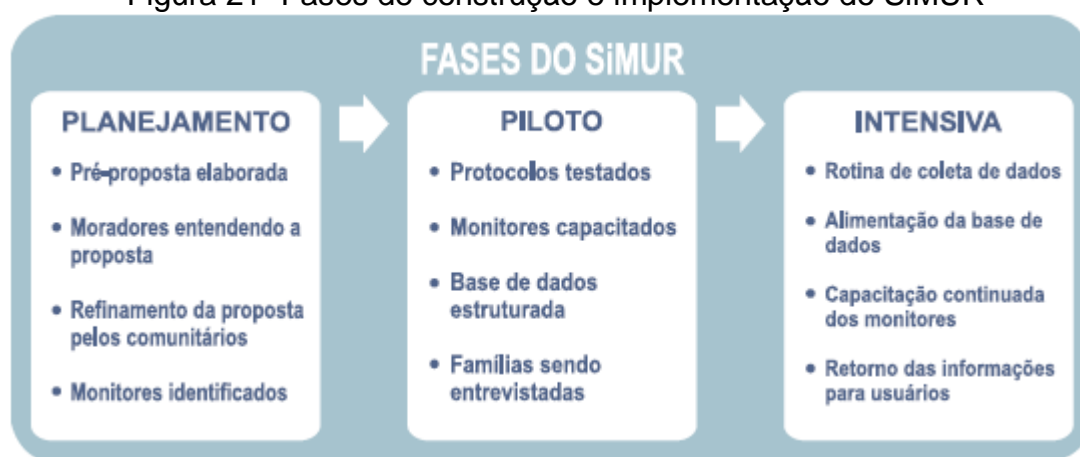 Figura 21- Fases de construção e implementação do SiMUR
FASES DO SiMUR
PLANEJAMENTO
• Pré-proposta elaborada
• Moradores entendendo a
proposta
• Refinamento da proposta
pelos comunitários
• Monitores identificados
PILOTO
• Protocolos testados
• Monitores capacitados
• Base de dados
estruturada
• Famílias sendo
entrevistadas
INTENSIVA
• Rotina de coleta de dados
• Alimentação da base de
dados
• Capacitação continuada
dos monitores
• Retorno das informações
para usuários